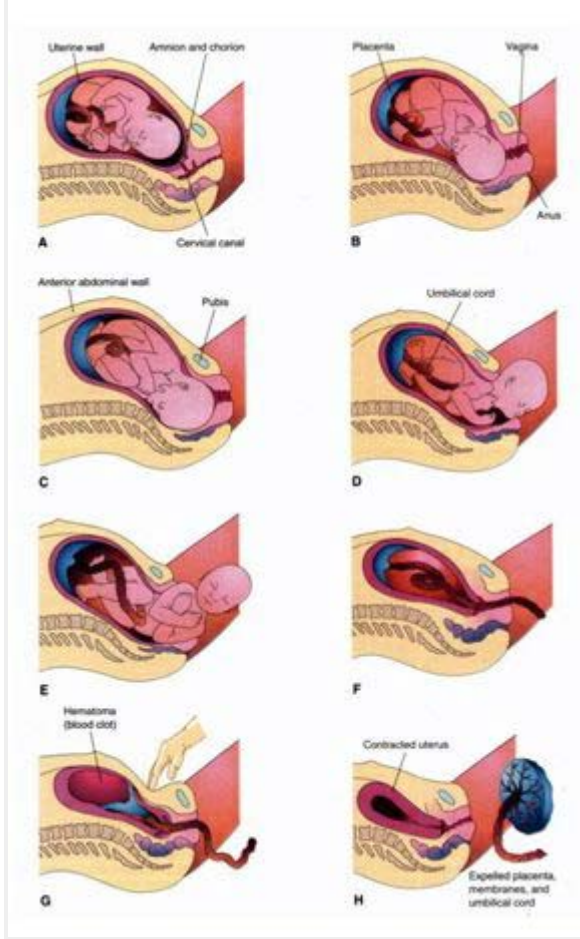 Uterine wall
Amnion and chorion
Placenta
Vagina
Anus
A
Cervical canal
B
Anterior abdominal wall
Pubis
Umbilical cord
C
D
E
F
Hematoma
(blood clot)
Contracted uterus
G
H
Expelled placenta,
membranes, and
umbilical cord